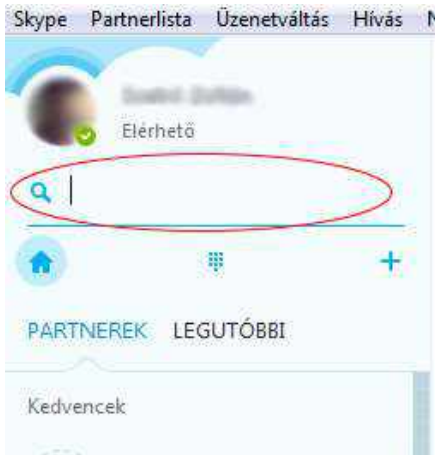 Skype Partnerlista Üzenetváltás Hívás
Elérhető
PARTNEREK LEGUTÓBBI
Kedvencek